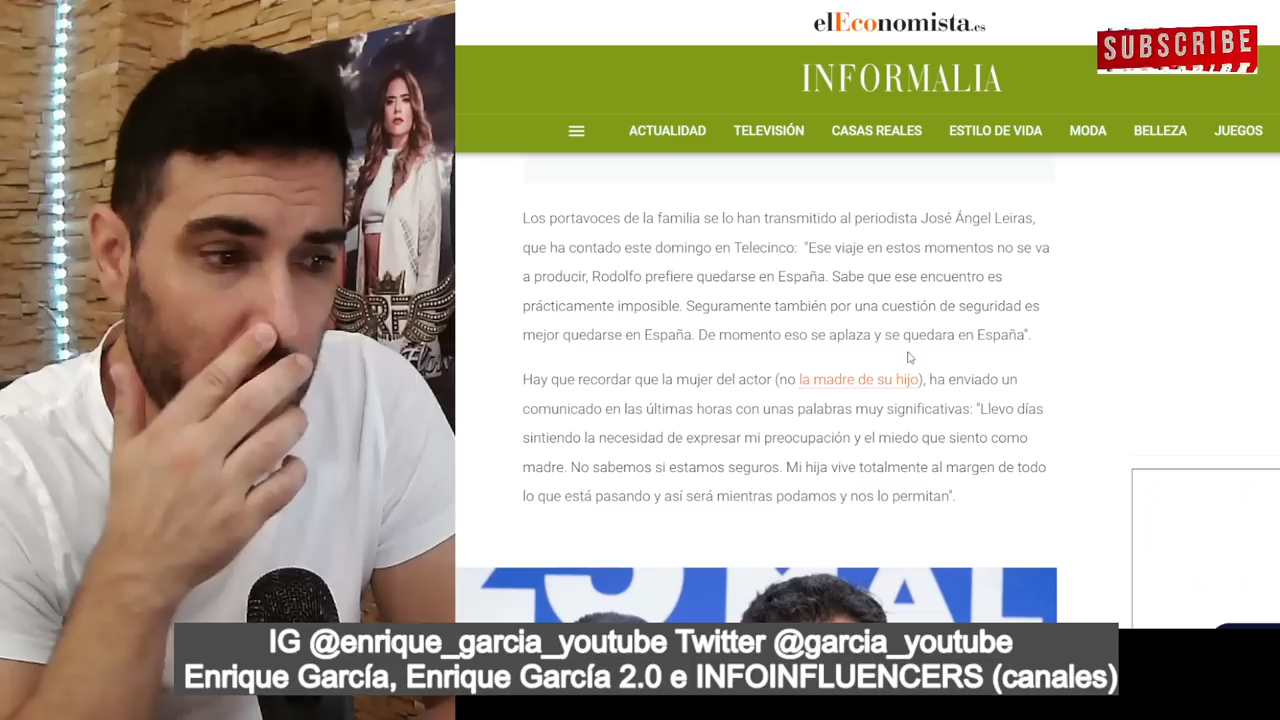 elEconomista.es
SUBSCRIBE
INFORMALIA
ACTUALIDAD TELEVISIÓN CASAS REALES ESTILO DE VIDA MODA BELLEZA JUEGOS
Los portavoces de la familia se lo han transmitido al periodista José Ángel Leiras,
que ha contado este domingo en Telecinco: "Ese viaje en estos momentos no se va
a producir, Rodolfo prefiere quedarse en España. Sabe que ese encuentro es
prácticamente imposible. Seguramente también por una cuestión de seguridad es
mejor quedarse en España. De momento eso se aplaza y se quedara en España".
Hay que recordar que la mujer del actor (no la madre de su hijo), ha enviado un
comunicado en las últimas horas con unas palabras muy significativas: "Llevo días
sintiendo la necesidad de expresar mi preocupación y el miedo que siento como
madre. No sabemos si estamos seguros. Mi hija vive totalmente al margen de todo
lo que está pasando y así será mientras podamos y nos lo permitan".
RF
IG @enrique_garcia_youtube Twitter @garcia_youtube
Enrique García, Enrique García 2.0 e INFOINFLUENCERS (canales)